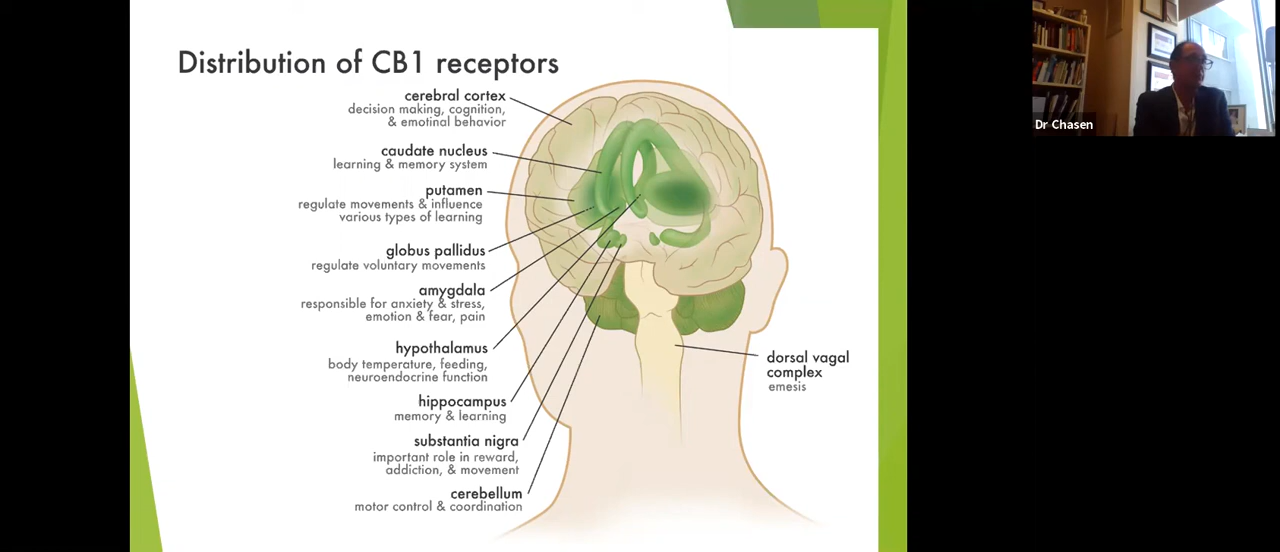 Distribution of CB1 receptors
cerebral cortex
decision making, cognition,
& emotinal behavior
caudate nucleus
learning & memory system
putamen
regulate movements & influence
various types of learning
globus pallidus
regulate voluntary movements
amygdala
responsible for anxiety & stress,
emotion & fear, pain
hypothalamus
body temperature, feeding,
neuroendocrine function
hippocampus
memory & learning
substantia nigra
important role in reward,
addiction, & movement
cerebellum
motor control & coordination
dorsal vagal
complex
emesis
Dr Chasen